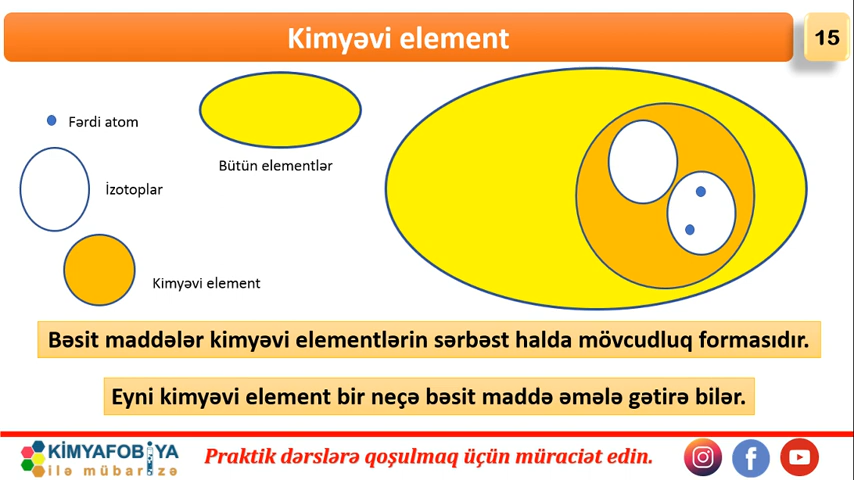 Kimyəvi element
15
Fərdi atom
Bütün elementlər
İzotoplar
Kimyəvi element
Bəsit maddələr kimyəvi elementlərin sərbəst halda mövcudluq formasıdır.
Eyni kimyəvi element bir neçə bəsit maddə əmələ gətirə bilər.
KİMYAFOBİYA
ilə mübarizə
Praktik dərslərə qoşulmaq üçün müraciət edin.